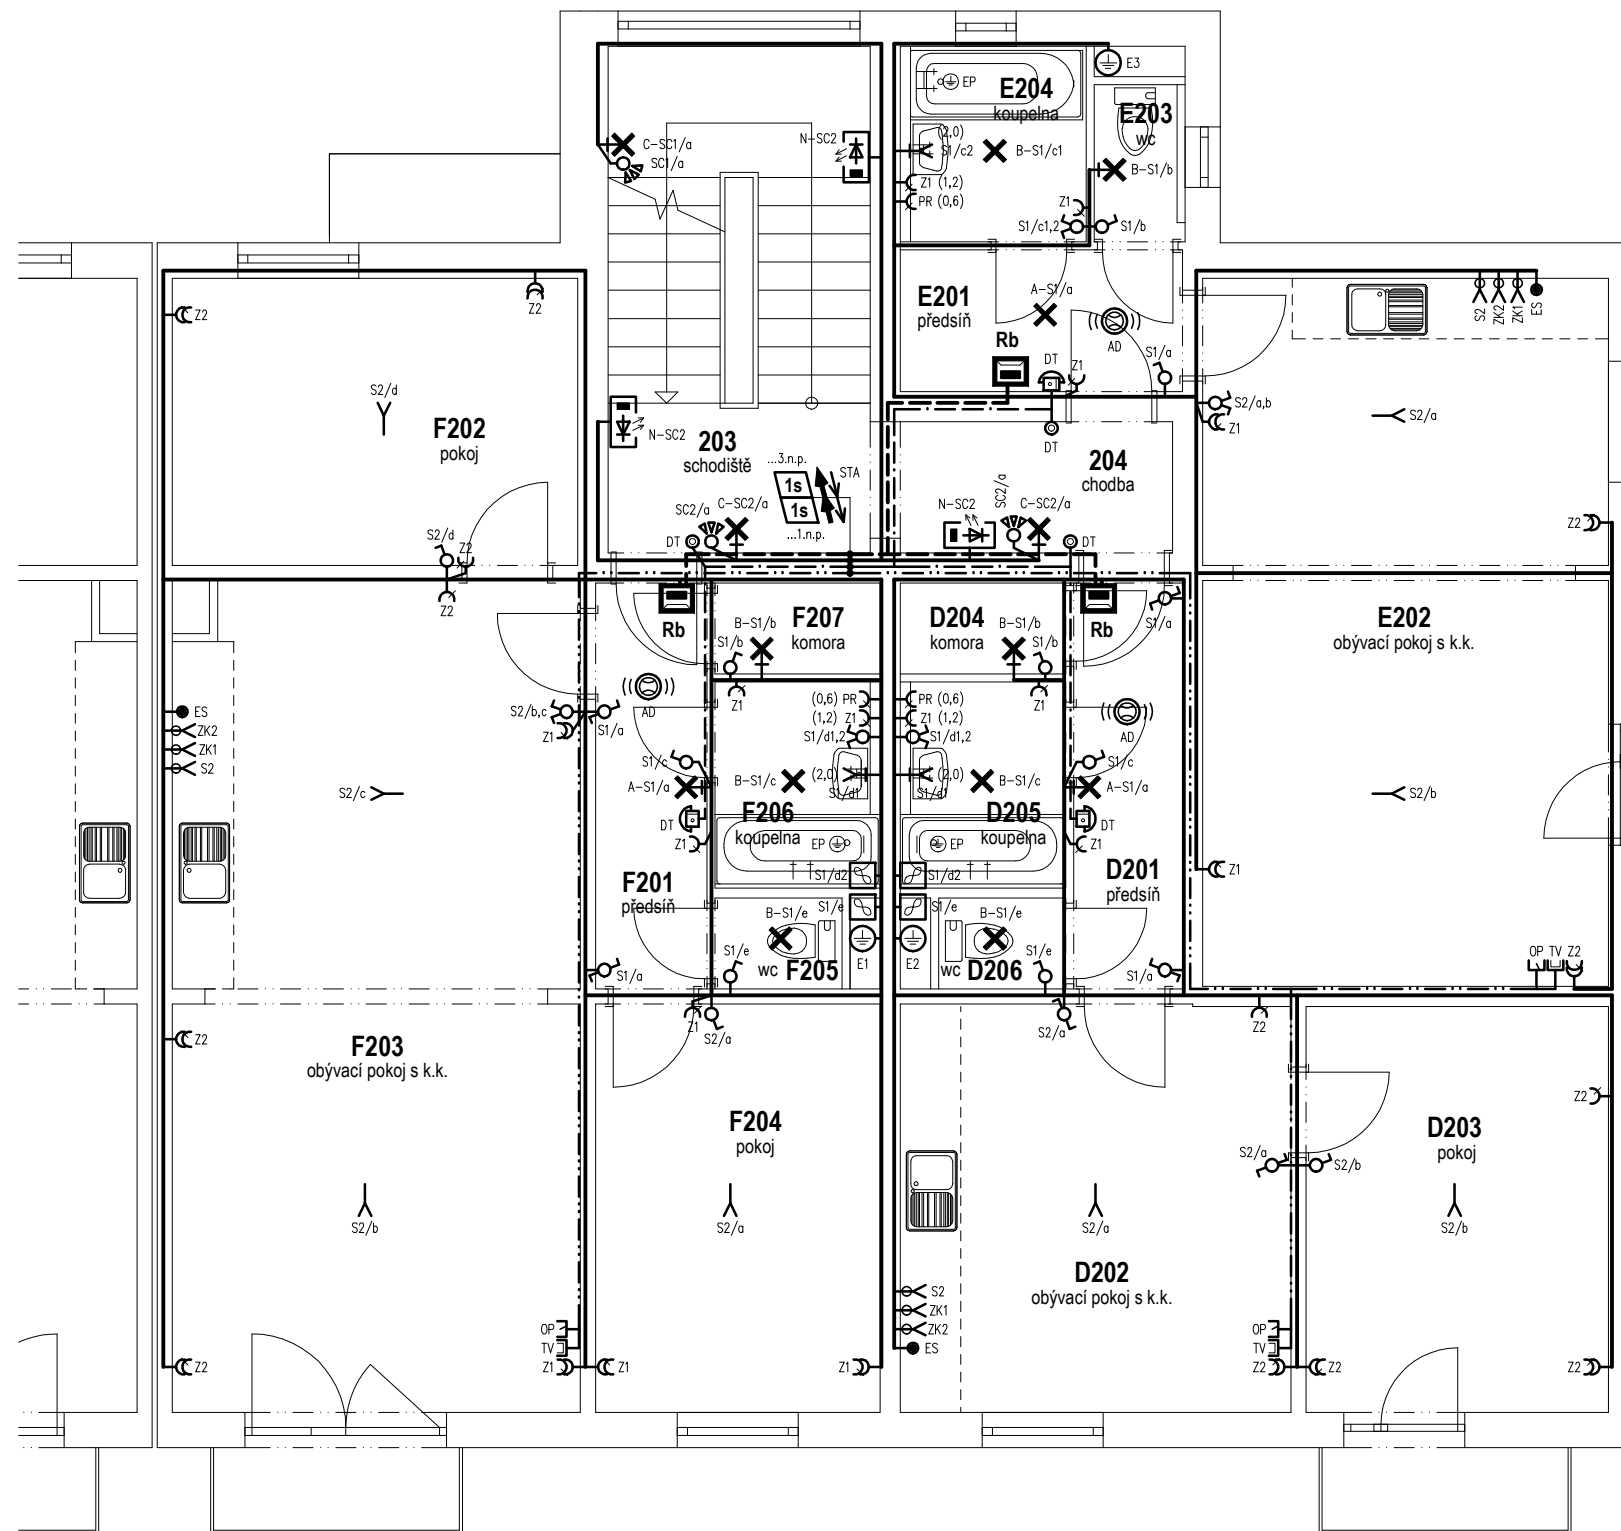 E3
EP
E204
koupelna
E203
wc
C-SC1/a
SC1/a
N-SC2
(2,0)
S1/c2
B-S1/c1
B-S1/b
Z1 (1,2)
PR (0,6)
Z1
S1/c1,2
S1/b
E201
předsíň
A-S1/a
AD
Rb
DT
Z1
S1/a
S2
ZK2
ZK1
ES
Z2
Z2
S2/d
F202
pokoj
S2/a,b
Z1
S2/a
N-SC2
203
schodiště
...3.n.p.
1s
1s
...1.n.p.
STA
DT
204
chodba
SC2/a
C-SC2/a
N-SC2
SC2/a
C-SC2/a
DT
DT
Z2
S2/d
Z2
Z2
Rb
S1/b
B-S1/b
F207
komora
D204
komora
B-S1/b
S1/b
Rb
S1/a
E202
obývací pokoj s k.k.
ES
ZK2
ZK1
S2
S2/b,c
Z1
S1/a
AD
Z1
(0,6) PR
(1,2) Z1
S1/d1,2
PR (0,6)
Z1 (1,2)
S1/d1,2
Z1
AD
S2/c
S1/c
A-S1/a
B-S1/c
(2,0)
S1/d1
(2,0)
S1/d1
B-S1/c
S1/c
A-S1/a
S2/b
DT
Z1
F206
koupelna
EP
D205
koupelna
EP
DT
Z1
F201
předsíň
S1/d2
S1/d2
D201
předsíň
Z1
B-S1/e
S1/e
S1/e
B-S1/e
S1/a
S1/e
wc
F205
E1
E2
wc
D206
S1/e
S1/a
OP
TV
Z2
Z2
F203
obývací pokoj s k.k.
Z1
S2/a
S2/a
Z2
Z2
F204
pokoj
D203
pokoj
S2/a
S2/b
S2/b
S2/a
S2/a
S2/b
D202
obývací pokoj s k.k.
S2
ZK1
ZK2
ES
OP
TV
Z1
Z1
Z1
OP
TV
Z2
Z2
Z2
Z2